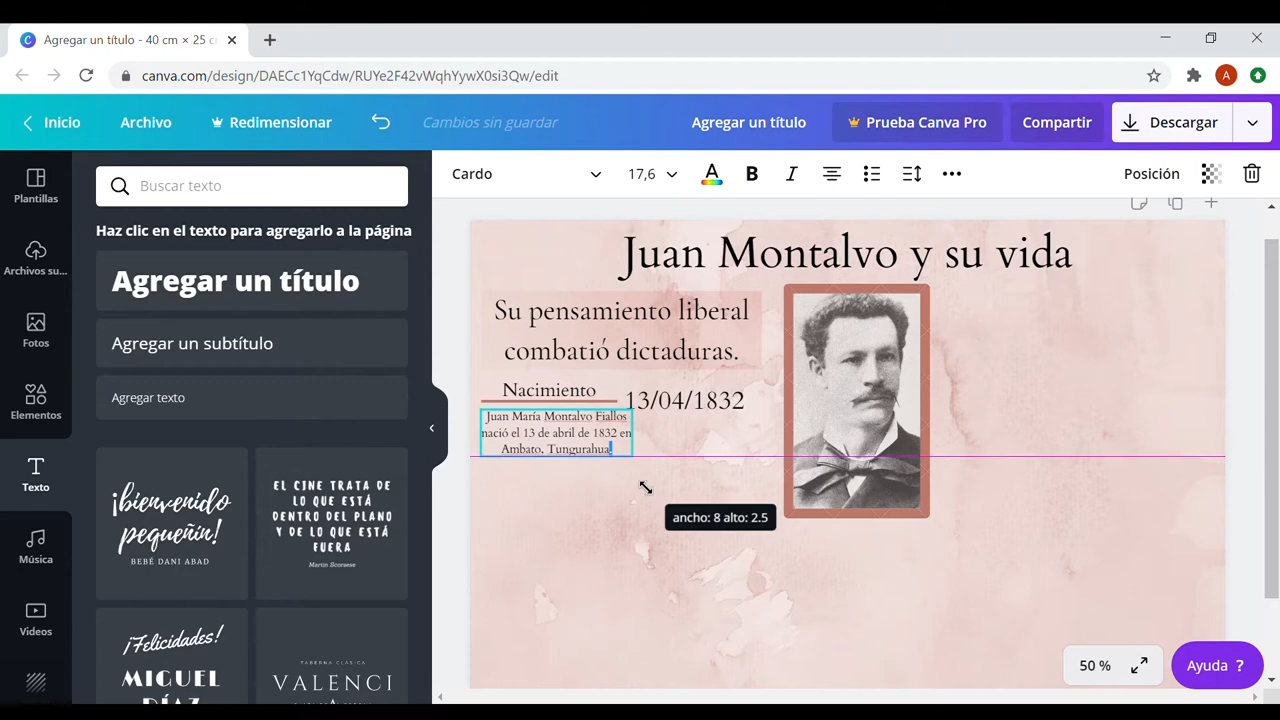 Agregar un título - 40 cm × 25 c
canva.com/design/DAECc1YqCdw/RUYe2F42vWqhYywX0si3Qw/edit
A
Inicio
Archivo
Redimensionar
Cambios sin guardar
Agregar un título
Prueba Canva Pro
Compartir
Descargar
Plantillas
Archivos su...
Fotos
Elementos
Texto
Música
Videos
Buscar texto
Haz clic en el texto para agregarlo a la página
Agregar un título
Agregar un subtítulo
Agregar texto
¡bienvenido
pequeñín!
BEBÉ DANI ABAD
EL CINE TRATA DE
LO QUE ESTÁ
DENTRO DEL PLANO
Y DE LO QUE ESTÁ
FUERA
Martin Scorsese
¡Felicidades!
MIGUEL
DÍAZ
TABERNA CLÁSICA
VALENCI
Cardo
17,6
B
I
Posición
Juan Montalvo y su vida
Su pensamiento liberal
combatió dictaduras.
Nacimiento
13/04/1832
Juan María Montalvo Fiallos
nació el 13 de abril de 1832 en
Ambato, Tungurahua.
ancho: 8 alto: 2.5
50 %
Ayuda ?